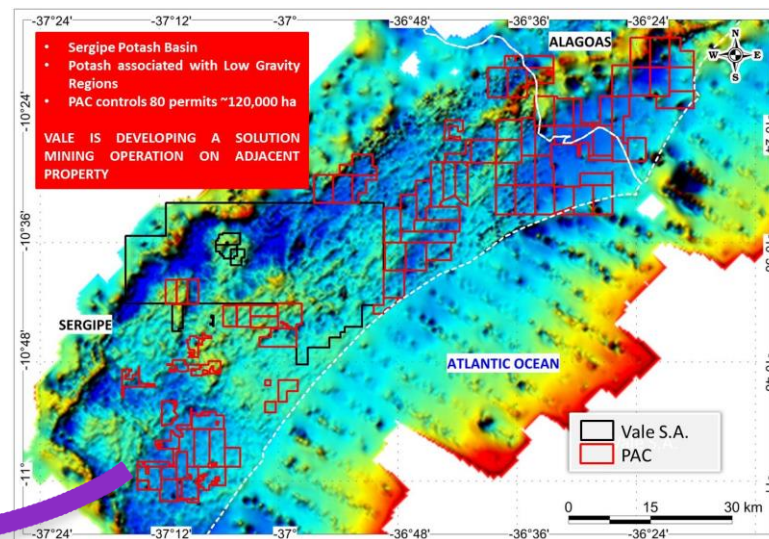 -37°24' -37°12' -37° -36°48' -36°36' -36°24'
• Sergipe Potash Basin
• Potash associated with Low Gravity
Regions
• PAC controls 80 permits ~120,000 ha
VALE IS DEVELOPING A SOLUTION
MINING OPERATION ON ADJACENT
PROPERTY
ALAGOAS
N
W E
S
-10°24'
-10°36'
SERGIPE
-10°48'
ATLANTIC OCEAN
-11°
Vale S.A.
PAC
0 15 30 km
-37°24' -37°12' -37° -36°48' -36°36' -36°24'